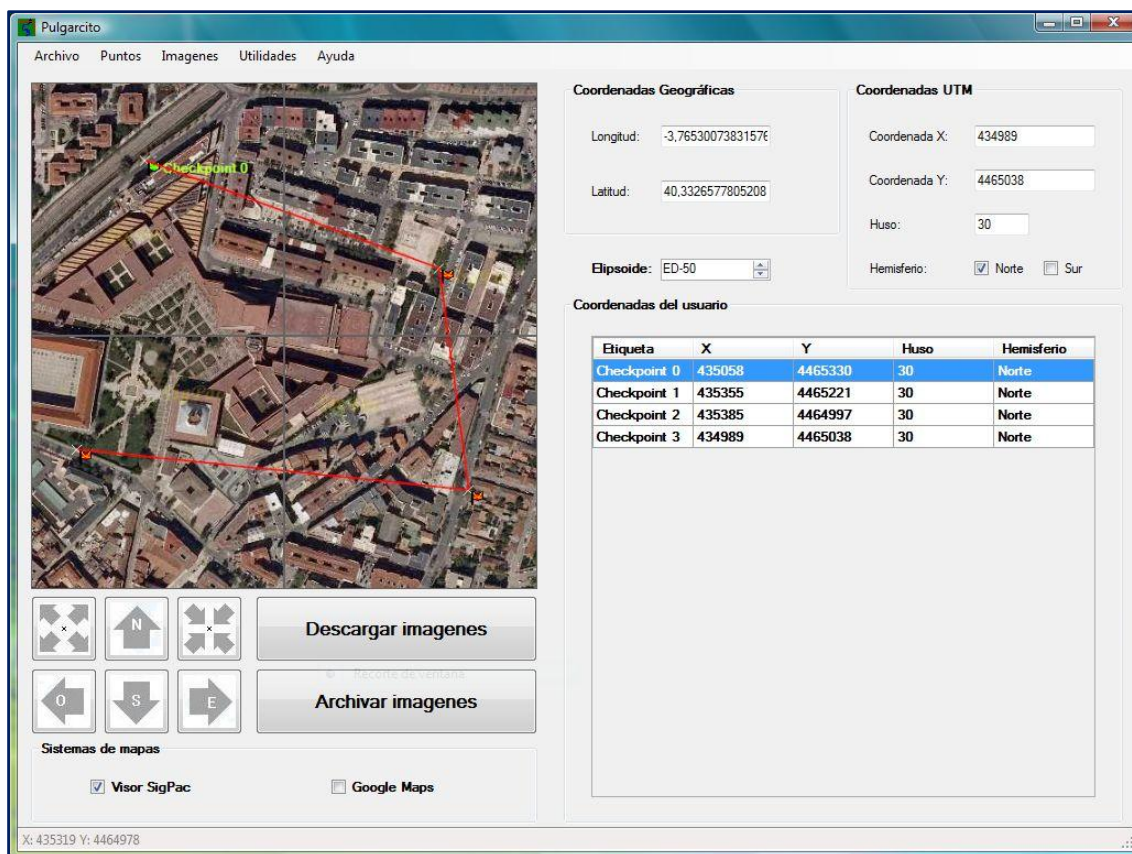 Pulgarcito
Archivo Puntos Imagenes Utilidades Ayuda
Checkpoint 0
Coordenadas Geográficas
Longitud: -3,76530073831576
Latitud: 40,3326577805208
Elipsoide: ED-50
Coordenadas UTM
Coordenada X: 434989
Coordenada Y: 4465038
Huso: 30
Hemisferio: Norte Sur
Coordenadas del usuario
Etiqueta X Y Huso Hemisferio
Checkpoint 0 435058 4465330 30 Norte
Checkpoint 1 435355 4465221 30 Norte
Checkpoint 2 435385 4464997 30 Norte
Checkpoint 3 434989 4465038 30 Norte
N
Descargar imagenes
Recorte de ventana
O S E
Archivar imagenes
Sistemas de mapas
Visor SigPac Google Maps
X: 435319 Y: 4464978